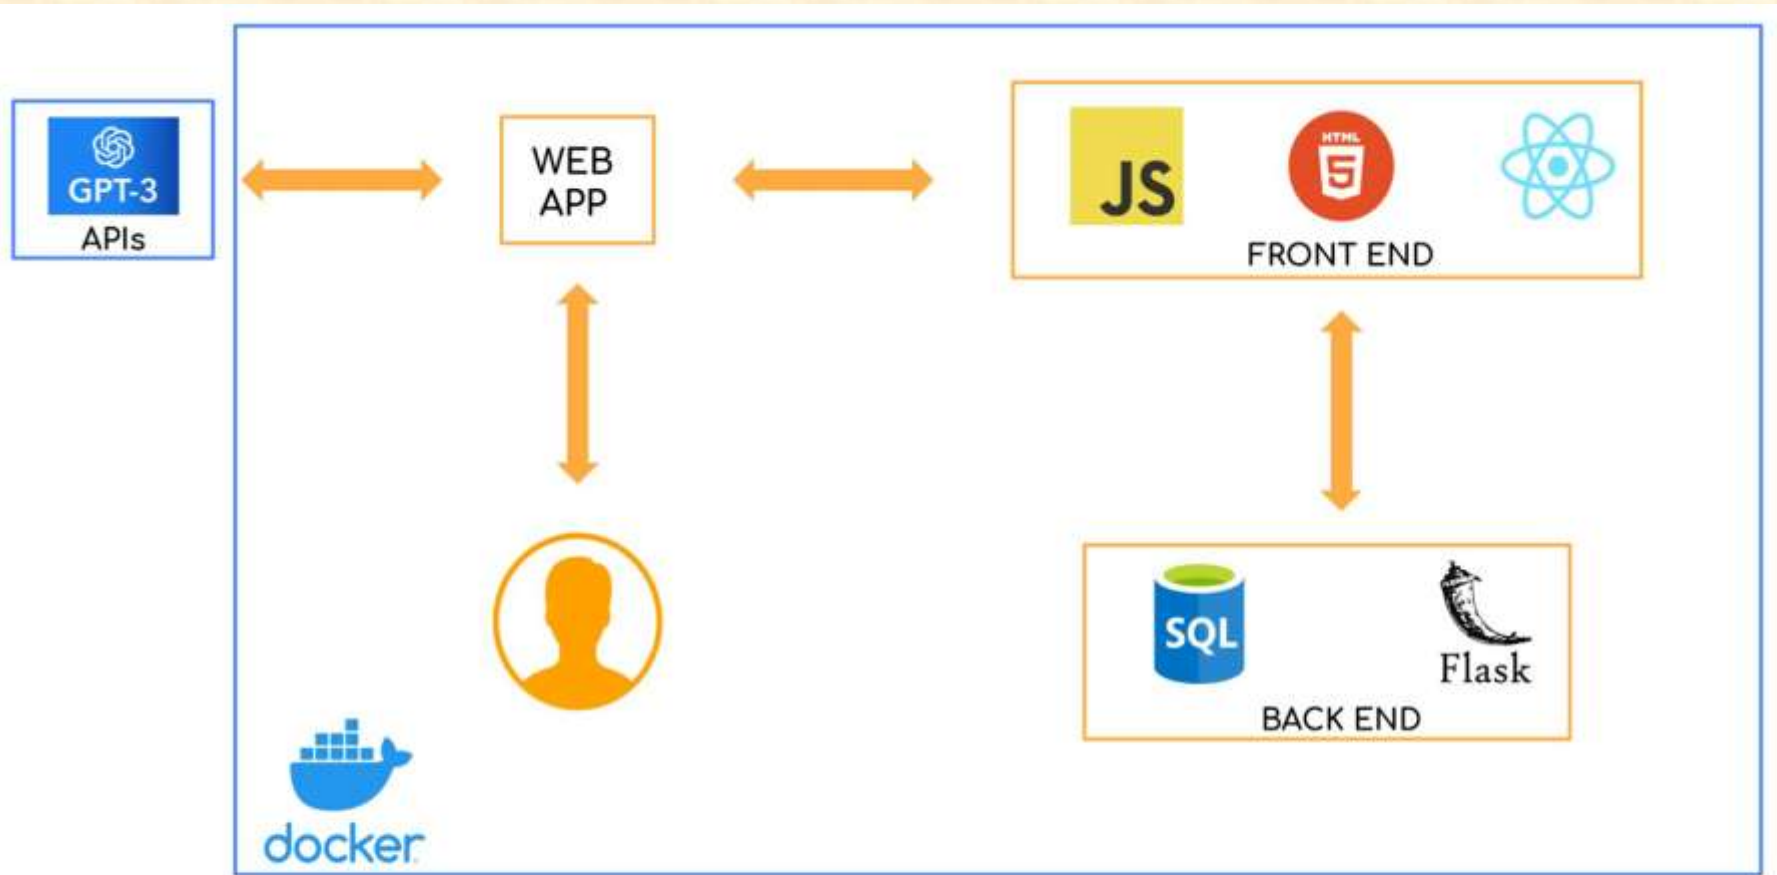 GPT-3
APIs
WEB
APP
JS
HTML
5
FRONT END
SQL
Flask
BACK END
docker